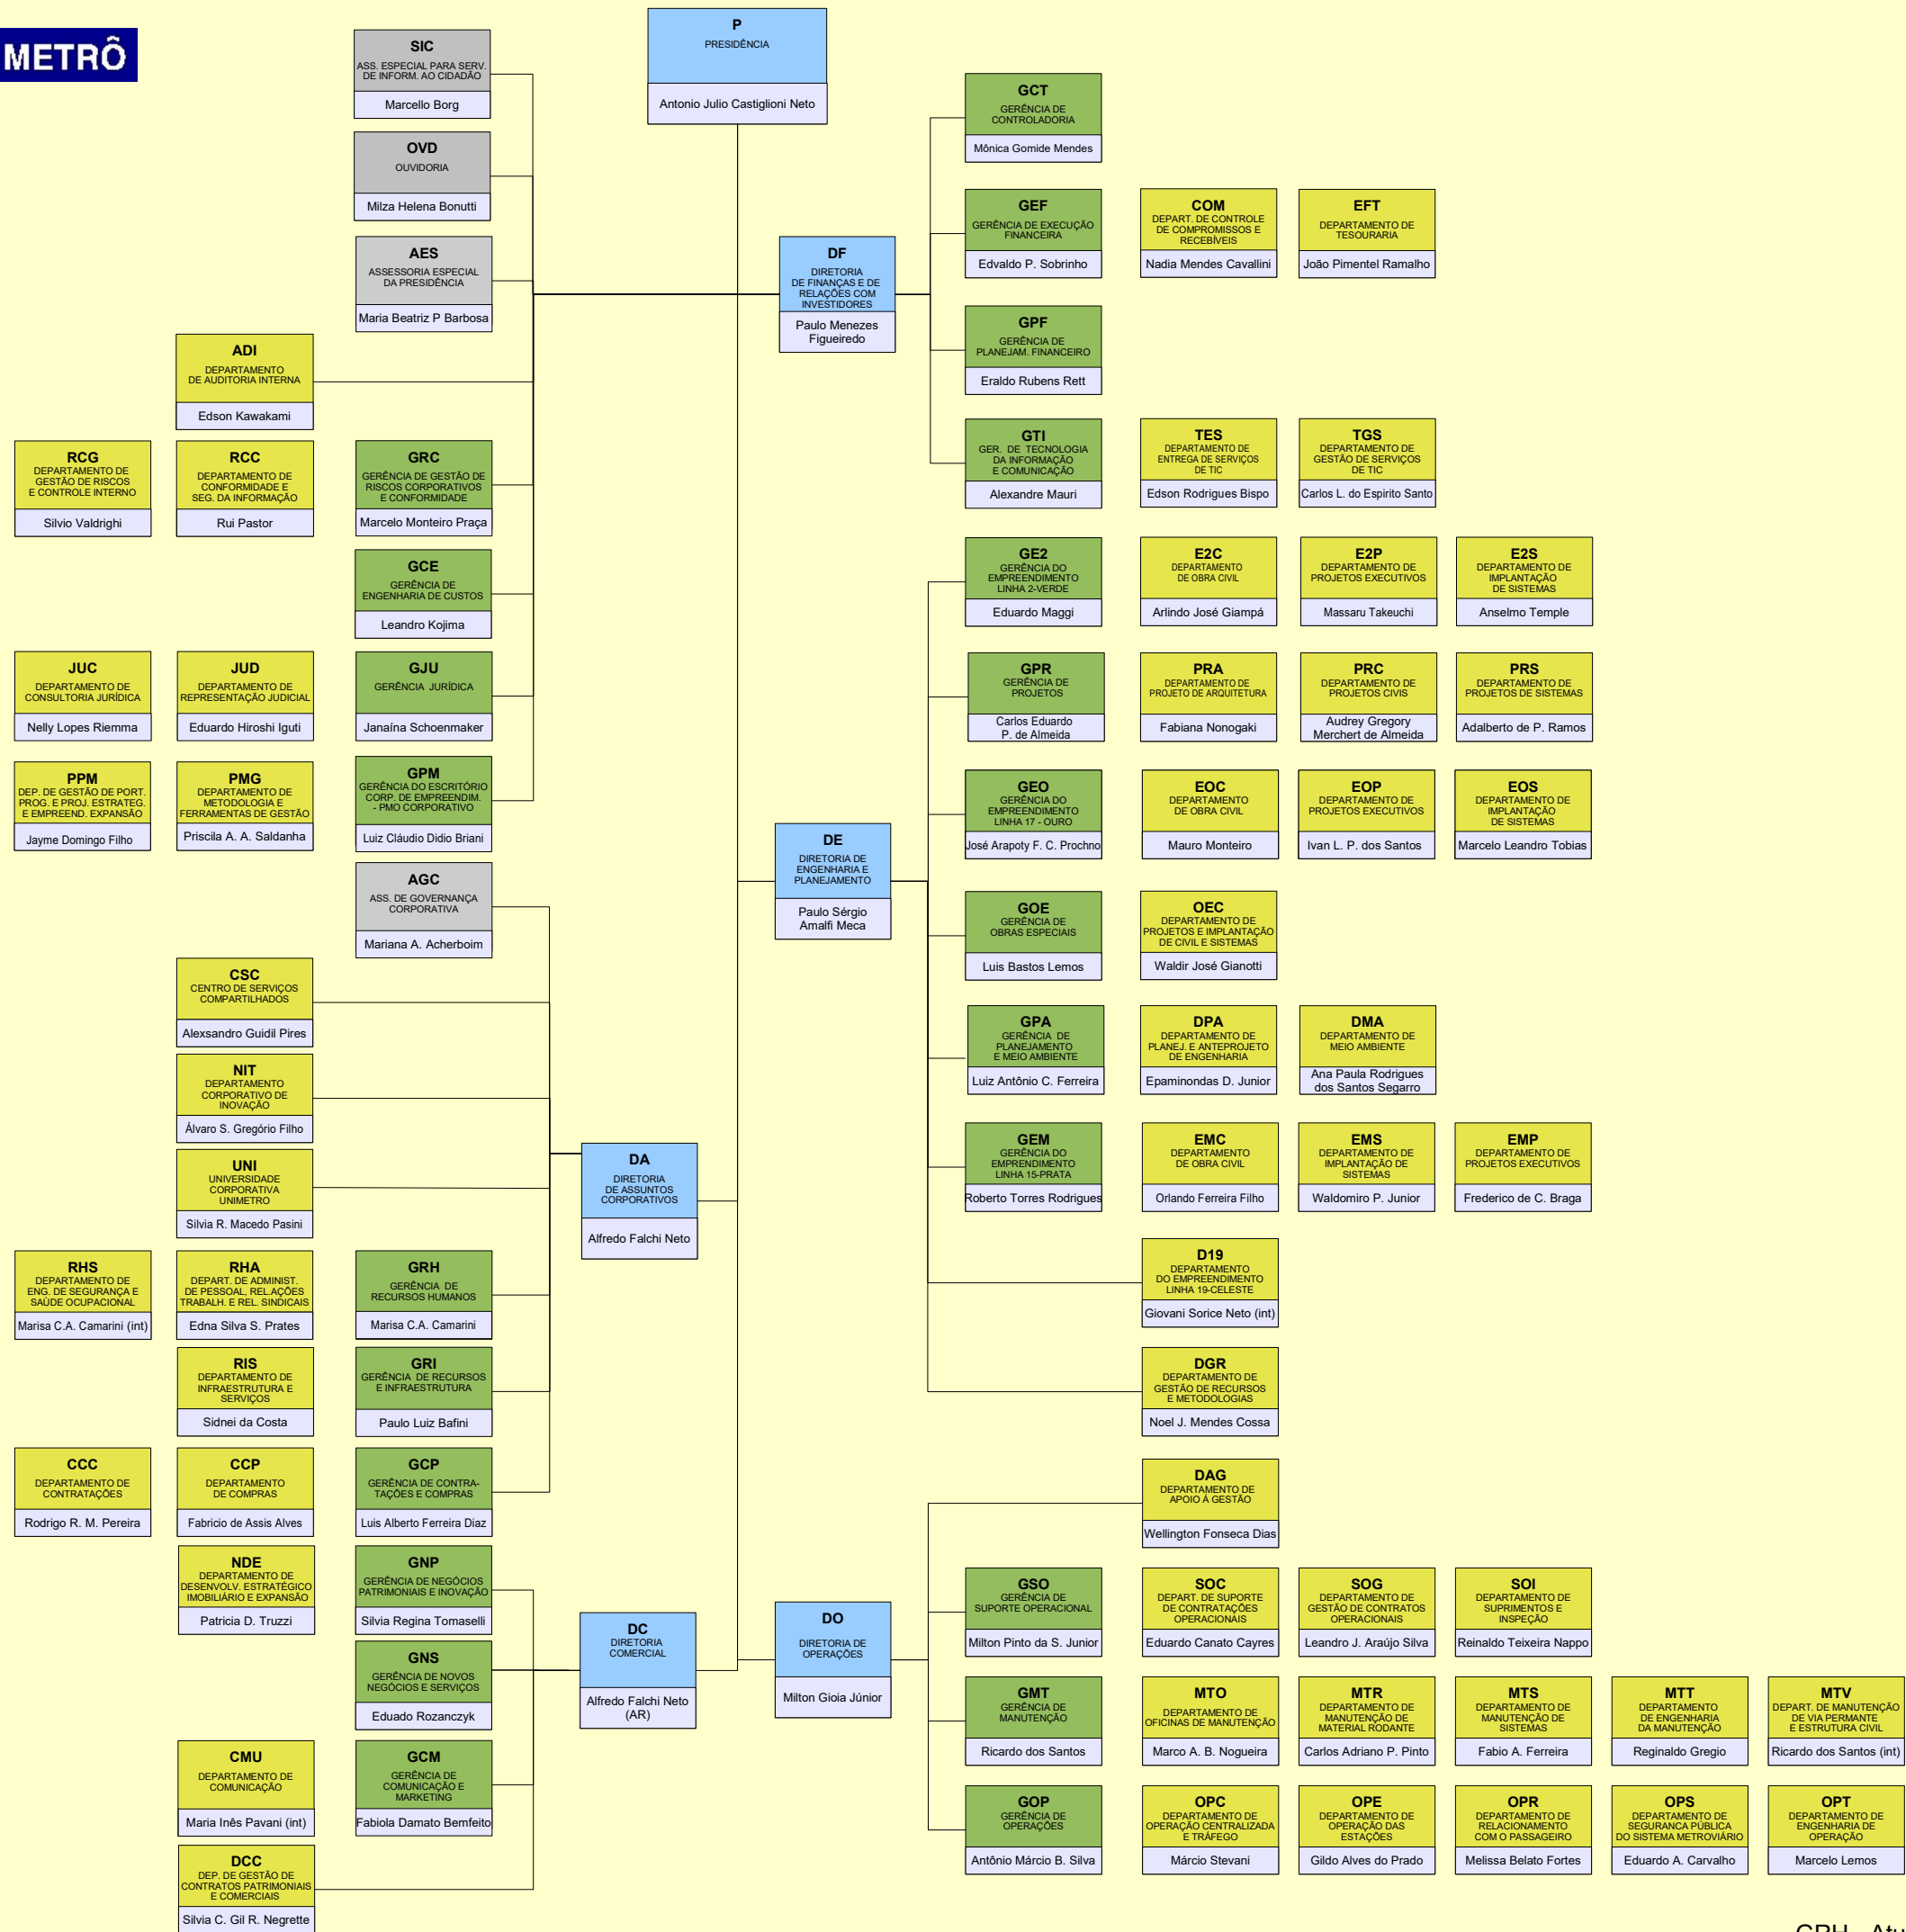 METRÔ
P
PRESIDÊNCIA
Antonio Julio Castiglioni Neto
SIC
ASS. ESPECIAL PARA SERV.
DE INFORM. AO CIDADÃO
Marcello Borg
OVD
OUVIDORIA
Milza Helena Bonutti
AES
ASSESSORIA ESPECIAL
DA PRESIDÊNCIA
Maria Beatriz P Barbosa
ADI
DEPARTAMENTO
DE AUDITORIA INTERNA
Edson Kawakami
RCG
DEPARTAMENTO DE
GESTÃO DE RISCOS
E CONTROLE INTERNO
Silvio Valdrighi
RCC
DEPARTAMENTO DE
CONFORMIDADE E
SEG. DA INFORMAÇÃO
Rui Pastor
GRC
GERÊNCIA DE GESTÃO DE
RISCOS CORPORATIVOS
E CONFORMIDADE
Marcelo Monteiro Praça
GCE
GERÊNCIA DE
ENGENHARIA DE CUSTOS
Leandro Kojima
JUC
DEPARTAMENTO DE
CONSULTORIA JURÍDICA
Nelly Lopes Riemma
JUD
DEPARTAMENTO DE
REPRESENTAÇÃO JUDICIAL
Eduardo Hiroshi Iguti
GJU
GERÊNCIA JURÍDICA
Janaína Schoenmaker
PPM
DEP. DE GESTÃO DE PORT.
PROG. E PROJ. ESTRATEG.
E EMPREEND. EXPANSÃO
Jayme Domingo Filho
PMG
DEPARTAMENTO DE
METODOLOGIA E
FERRAMENTAS DE GESTÃO
Priscila A. A. Saldanha
GPM
GERÊNCIA DO ESCRITÓRIO
CORP. DE EMPREENDIM.
- PMO CORPORATIVO
Luiz Cláudio Didio Briani
AGC
ASS. DE GOVERNANÇA
CORPORATIVA
Mariana A. Acherboim
CSC
CENTRO DE SERVIÇOS
COMPARTILHADOS
Alexsandro Guidil Pires
NIT
DEPARTAMENTO
CORPORATIVO DE
INOVAÇÃO
Álvaro S. Gregório Filho
UNI
UNIVERSIDADE
CORPORATIVA
UNIMETRO
Silvia R. Macedo Pasini
RHS
DEPARTAMENTO DE
ENG. DE SEGURANÇA E
SAÚDE OCUPACIONAL
Marisa C.A. Camarini (int)
RHA
DEPART. DE ADMINIST.
DE PESSOAL, REL.AÇÕES
TRABALH. E REL. SINDICAIS
Edna Silva S. Prates
GRH
GERÊNCIA DE
RECURSOS HUMANOS
Marisa C.A. Camarini
RIS
DEPARTAMENTO DE
INFRAESTRUTURA E
SERVIÇOS
Sidnei da Costa
GRI
GERÊNCIA DE RECURSOS
E INFRAESTRUTURA
Paulo Luiz Bafini
CCC
DEPARTAMENTO DE
CONTRATAÇÕES
Rodrigo R. M. Pereira
CCP
DEPARTAMENTO
DE COMPRAS
Fabricio de Assis Alves
GCP
GERÊNCIA DE CONTRA-
TAÇÕES E COMPRAS
Luis Alberto Ferreira Diaz
NDE
DEPARTAMENTO DE
DESENVOLV. ESTRATÉGICO
IMOBILIÁRIO E EXPANSÃO
Patricia D. Truzzi
GNP
GERÊNCIA DE NEGÓCIOS
PATRIMONIAIS E INOVAÇÃO
Silvia Regina Tomaselli
GNS
GERÊNCIA DE NOVOS
NEGÓCIOS E SERVIÇOS
Eduado Rozanczyk
CMU
DEPARTAMENTO DE
COMUNICAÇÃO
Maria Inês Pavani (int)
GCM
GERÊNCIA DE
COMUNICAÇÃO E
MARKETING
Fabiola Damato Bemfeito
DCC
DEP. DE GESTÃO DE
CONTRATOS PATRIMONIAIS
E COMERCIAIS
Silvia C. Gil R. Negrette
DA
DIRETORIA
DE ASSUNTOS
CORPORATIVOS
Alfredo Falchi Neto
DC
DIRETORIA
COMERCIAL
Alfredo Falchi Neto
(AR)
DF
DIRETORIA
DE FINANÇAS E DE
RELAÇÕES COM
INVESTIDORES
Paulo Menezes
Figueiredo
GCT
GERÊNCIA DE
CONTROLADORIA
Mônica Gomide Mendes
GEF
GERÊNCIA DE EXECUÇÃO
FINANCEIRA
Edvaldo P. Sobrinho
COM
DEPART. DE CONTROLE
DE COMPROMISSOS E
RECEBÍVEIS
Nadia Mendes Cavallini
EFT
DEPARTAMENTO DE
TESOURARIA
João Pimentel Ramalho
GPF
GERÊNCIA DE
PLANEJAM. FINANCEIRO
Eraldo Rubens Rett
GTI
GER. DE TECNOLOGIA
DA INFORMAÇÃO
E COMUNICAÇÃO
Alexandre Mauri
TES
DEPARTAMENTO DE
ENTREGA DE SERVIÇOS
DE TIC
Edson Rodrigues Bispo
TGS
DEPARTAMENTO DE
GESTÃO DE SERVIÇOS
DE TIC
Carlos L. do Espirito Santo
DE
DIRETORIA DE
ENGENHARIA E
PLANEJAMENTO
Paulo Sérgio
Amalfi Meca
GE2
GERÊNCIA DO
EMPREENDIMENTO
LINHA 2-VERDE
Eduardo Maggi
E2C
DEPARTAMENTO
DE OBRA CIVIL
Arlindo José Giampá
E2P
DEPARTAMENTO DE
PROJETOS EXECUTIVOS
Massaru Takeuchi
E2S
DEPARTAMENTO DE
IMPLANTAÇÃO
DE SISTEMAS
Anselmo Temple
GPR
GERÊNCIA DE
PROJETOS
Carlos Eduardo
P. de Almeida
PRA
DEPARTAMENTO DE
PROJETO DE ARQUITETURA
Fabiana Nonogaki
PRC
DEPARTAMENTO DE
PROJETOS CIVIS
Audrey Gregory
Merchert de Almeida
PRS
DEPARTAMENTO DE
PROJETOS DE SISTEMAS
Adalberto de P. Ramos
GEO
GERÊNCIA DO
EMPREENDIMENTO
LINHA 17 - OURO
José Arapoty F. C. Prochno
EOC
DEPARTAMENTO
DE OBRA CIVIL
Mauro Monteiro
EOP
DEPARTAMENTO DE
PROJETOS EXECUTIVOS
Ivan L. P. dos Santos
EOS
DEPARTAMENTO DE
IMPLANTAÇÃO
DE SISTEMAS
Marcelo Leandro Tobias
GOE
GERÊNCIA DE
OBRAS ESPECIAIS
Luis Bastos Lemos
OEC
DEPARTAMENTO DE
PROJETOS E IMPLANTAÇÃO
DE CIVIL E SISTEMAS
Waldir José Gianotti
GPA
GERÊNCIA DE
PLANEJAMENTO
E MEIO AMBIENTE
Luiz Antônio C. Ferreira
DPA
DEPARTAMENTO DE
PLANEJ. E ANTEPROJETO
DE ENGENHARIA
Epaminondas D. Junior
DMA
DEPARTAMENTO DE
MEIO AMBIENTE
Ana Paula Rodrigues
dos Santos Segarro
GEM
GERÊNCIA DO
EMPRENDIMENTO
LINHA 15-PRATA
Roberto Torres Rodrigues
EMC
DEPARTAMENTO
DE OBRA CIVIL
Orlando Ferreira Filho
EMS
DEPARTAMENTO DE
IMPLANTAÇÃO DE
SISTEMAS
Waldomiro P. Junior
EMP
DEPARTAMENTO DE
PROJETOS EXECUTIVOS
Frederico de C. Braga
D19
DEPARTAMENTO
DO EMPREENDIMENTO
LINHA 19-CELESTE
Giovani Sorice Neto (int)
DGR
DEPARTAMENTO DE
GESTÃO DE RECURSOS
E METODOLOGIAS
Noel J. Mendes Cossa
DO
DIRETORIA DE
OPERAÇÕES
Milton Gioia Júnior
DAG
DEPARTAMENTO DE
APOIO À GESTÃO
Wellington Fonseca Dias
GSO
GERÊNCIA DE
SUPORTE OPERACIONAL
Milton Pinto da S. Junior
SOC
DEPART. DE SUPORTE
DE CONTRATAÇÕES
OPERACIONAIS
Eduardo Canato Cayres
SOG
DEPARTAMENTO DE
GESTÃO DE CONTRATOS
OPERACIONAIS
Leandro J. Araújo Silva
SOI
DEPARTAMENTO DE
SUPRIMENTOS E
INSPEÇÃO
Reinaldo Teixeira Nappo
GMT
GERÊNCIA DE
MANUTENÇÃO
Ricardo dos Santos
MTO
DEPARTAMENTO DE
OFICINAS DE MANUTENÇÃO
Marco A. B. Nogueira
MTR
DEPARTAMENTO DE
MANUTENÇÃO DE
MATERIAL RODANTE
Carlos Adriano P. Pinto
MTS
DEPARTAMENTO DE
MANUTENÇÃO DE
SISTEMAS
Fabio A. Ferreira
MTT
DEPARTAMENTO
DE ENGENHARIA
DA MANUTENÇÃO
Reginaldo Gregio
MTV
DEPART. DE MANUTENÇÃO
DE VIA PERMANTE
E ESTRUTURA CIVIL
Ricardo dos Santos (int)
GOP
GERÊNCIA DE
OPERAÇÕES
Antônio Márcio B. Silva
OPC
DEPARTAMENTO DE
OPERAÇÃO CENTRALIZADA
E TRÁFEGO
Márcio Stevani
OPE
DEPARTAMENTO DE
OPERAÇÃO DAS
ESTAÇÕES
Gildo Alves do Prado
OPR
DEPARTAMENTO DE
RELACIONAMENTO
COM O PASSAGEIRO
Melissa Belato Fortes
OPS
DEPARTAMENTO DE
SEGURANCA PÚBLICA
DO SISTEMA METROVIÁRIO
Eduardo A. Carvalho
OPT
DEPARTAMENTO DE
ENGENHARIA DE
OPERAÇÃO
Marcelo Lemos